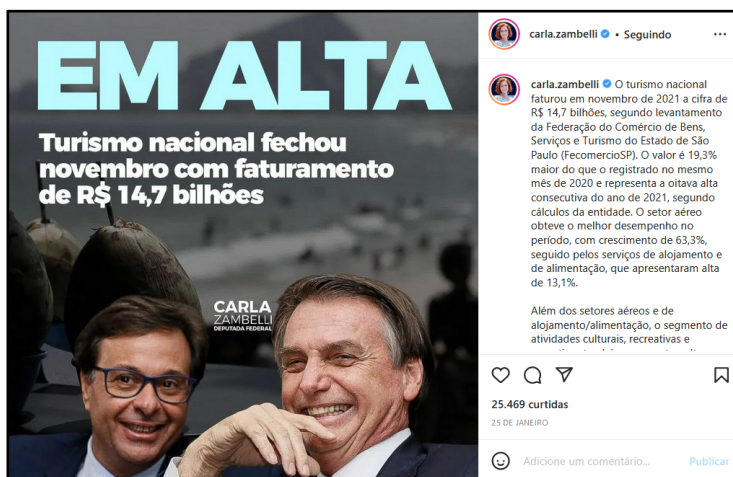 EM ALTA
Turismo nacional fechou
novembro com faturamento
de R$ 14,7 bilhões
CARLA
ZAMBELLI
DEPUTADA FEDERAL
carla.zambelli • Seguindo
carla.zambelli O turismo nacional
faturou em novembro de 2021 a cifra de
R$ 14,7 bilhões, segundo levantamento
da Federação do Comércio de Bens,
Serviços e Turismo do Estado de São
Paulo (FecomercioSP). O valor é 19,3%
maior do que o registrado no mesmo
mês de 2020 e representa a oitava alta
consecutiva do ano de 2021, segundo
cálculos da entidade. O setor aéreo
obteve o melhor desempenho no
período, com crescimento de 63,3%,
seguido pelos serviços de alojamento e
de alimentação, que apresentaram alta
de 13,1%.
Além dos setores aéreos e de
alojamento/alimentação, o segmento de
atividades culturais, recreativas e
25.469 curtidas
25 DE JANEIRO
Adicione um comentário...
Publicar